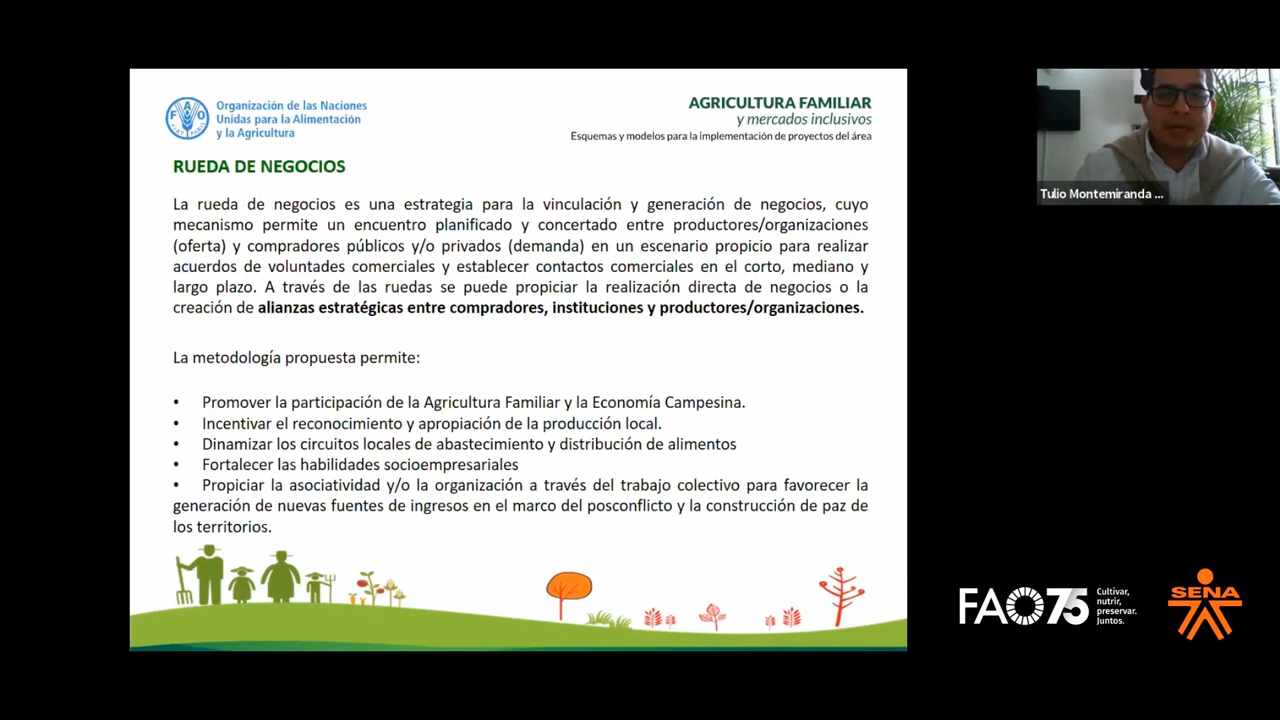 Organización de las Naciones
Unidas para la Alimentación
y la Agricultura
AGRICULTURA FAMILIAR
y mercados inclusivos
Esquemas y modelos para la implementación de proyectos del área
RUEDA DE NEGOCIOS
La rueda de negocios es una estrategia para la vinculación y generación de negocios, cuyo
mecanismo permite un encuentro planificado y concertado entre productores/organizaciones
(oferta) y compradores públicos y/o privados (demanda) en un escenario propicio para realizar
acuerdos de voluntades comerciales y establecer contactos comerciales en el corto, mediano y
largo plazo. A través de las ruedas se puede propiciar la realización directa de negocios o la
creación de alianzas estratégicas entre compradores, instituciones y productores/organizaciones.
La metodología propuesta permite:
• Promover la participación de la Agricultura Familiar y la Economía Campesina.
• Incentivar el reconocimiento y apropiación de la producción local.
• Dinamizar los circuitos locales de abastecimiento y distribución de alimentos
• Fortalecer las habilidades socioempresariales
• Propiciar la asociatividad y/o la organización a través del trabajo colectivo para favorecer la
generación de nuevas fuentes de ingresos en el marco del posconflicto y la construcción de paz de
los territorios.
Tulio Montemiranda ...
FAO75
Cultivar,
nutrir,
preservar.
Juntos.
SENA